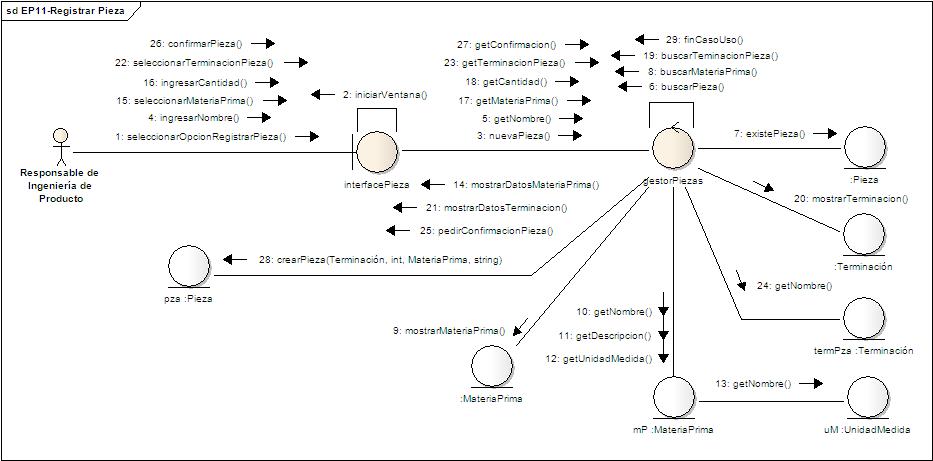 sd EP11-Registrar Pieza
26: confirmarPieza()
22: seleccionarTerminacionPieza()
16: ingresarCantidad()
15: seleccionarMateriaPrima()
4: ingresarNombre()
1: seleccionarOpcionRegistrarPieza()
2: iniciarVentana()
27: getConfirmacion()
23: getTerminacionPieza()
18: getCantidad()
17: getMateriaPrima()
5: getNombre()
3: nuevaPieza()
29: finCasoUso()
19: buscarTeminacionPieza()
8: buscarMateriaPrima()
6: buscarPieza()
7: existePieza()
Responsable de
Ingeniería de
Producto
interfacePieza
gestorPiezas
:Pieza
14: mostrarDatosMateriaPrima()
21: mostrarDatosTerminacion()
25: pedirConfirmacionPieza()
20: mostrarTerminacion()
:Terminación
28: crearPieza(Terminación, int, MateriaPrima, string)
pza :Pieza
24: getNombre()
termPza :Terminación
9: mostrarMateriaPrima()
:MateriaPrima
10: getNombre()
11: getDescripcion()
12: getUnidadMedida()
13: getNombre()
mP :MateriaPrima
uM :UnidadMedida